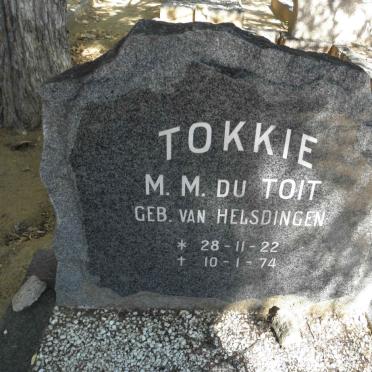 TOKKIE
M. M. DU TOIT
GEB. VAN HELSDINGEN
* 28-11-22
† 10-1-74